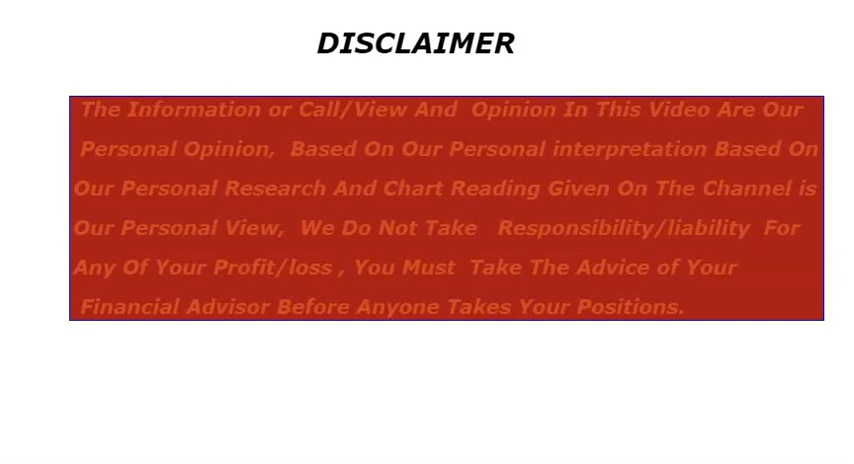 DISCLAIMER
The Information or Call/View And Opinion In This Video Are Our
Personal Opinion, Based On Our Personal interpretation Based On
Our Personal Research And Chart Reading Given On The Channel is
Our Personal View, We Do Not Take Responsibility/liability For
Any Of Your Profit/loss , You Must Take The Advice of Your
Financial Advisor Before Anyone Takes Your Positions.